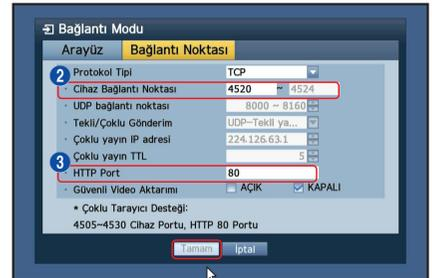 Bağlantı Modu
Arayüz Bağlantı Noktası
Protokol Tipi TCP
2
Cihaz Bağlantı Noktası 4520 ~ 4524
UDP bağlantı noktası 8000 ~ 8160
Tekli/Çoklu Gönderim UDP-Tekli ya...
Çoklu yayın IP adresi 224.126.63.1
Çoklu yayın TTL 5
3
HTTP Port 80
Güvenli Video Aktarımı AÇIK KAPALI
* Çoklu Tarayıcı Desteği:
4505~4530 Cihaz Portu, HTTP 80 Portu
Tamam İptal